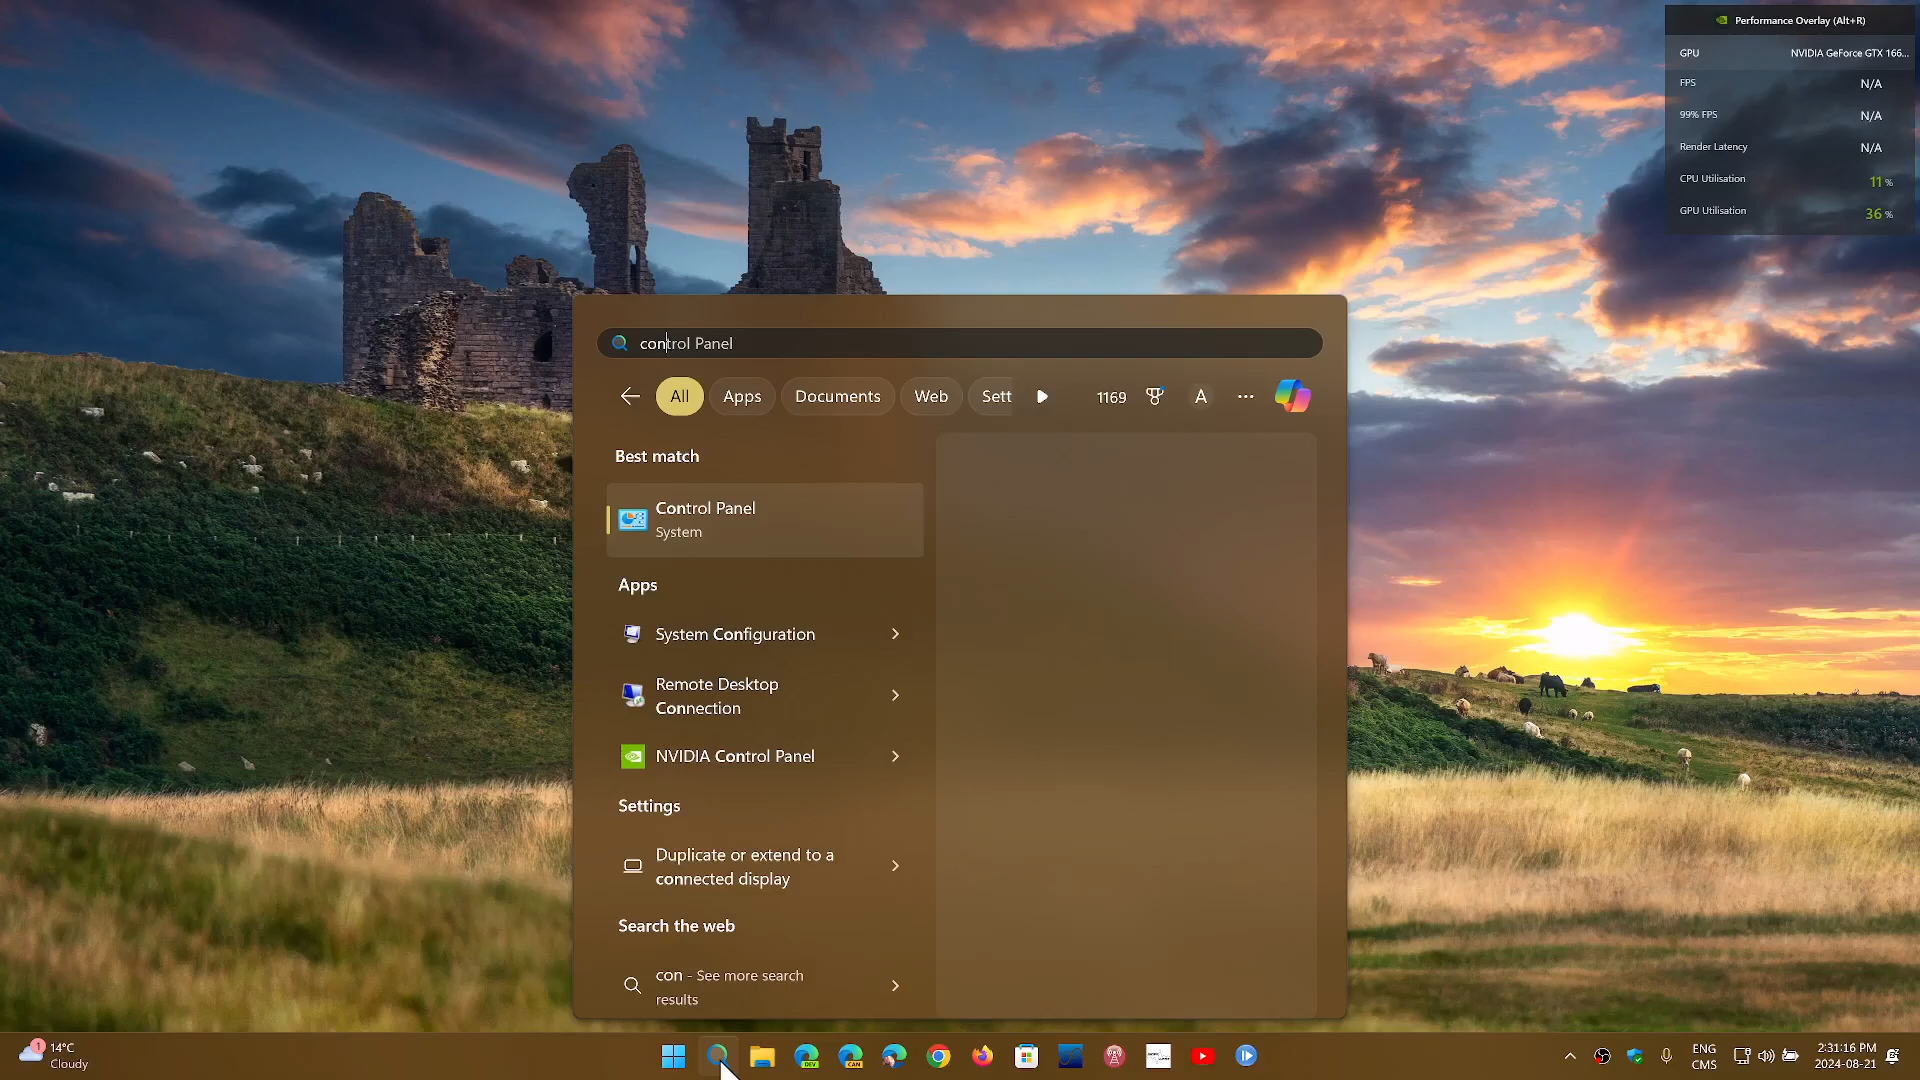 Performance Overlay (Alt+R)
GPU NVIDIA GeForce GTX 166...
FPS N/A
99% FPS N/A
Render Latency N/A
CPU Utilisation 11 %
GPU Utilisation 36 %
control Panel
All Apps Documents Web Sett 1169 A ...
Best match
Control Panel
System
Apps
System Configuration
Remote Desktop
Connection
NVIDIA Control Panel
Settings
Duplicate or extend to a
connected display
Search the web
con - See more search
results
1 14°C
Cloudy
DEV CAN
ENG
CMS
2:31:16 PM
2024-08-21